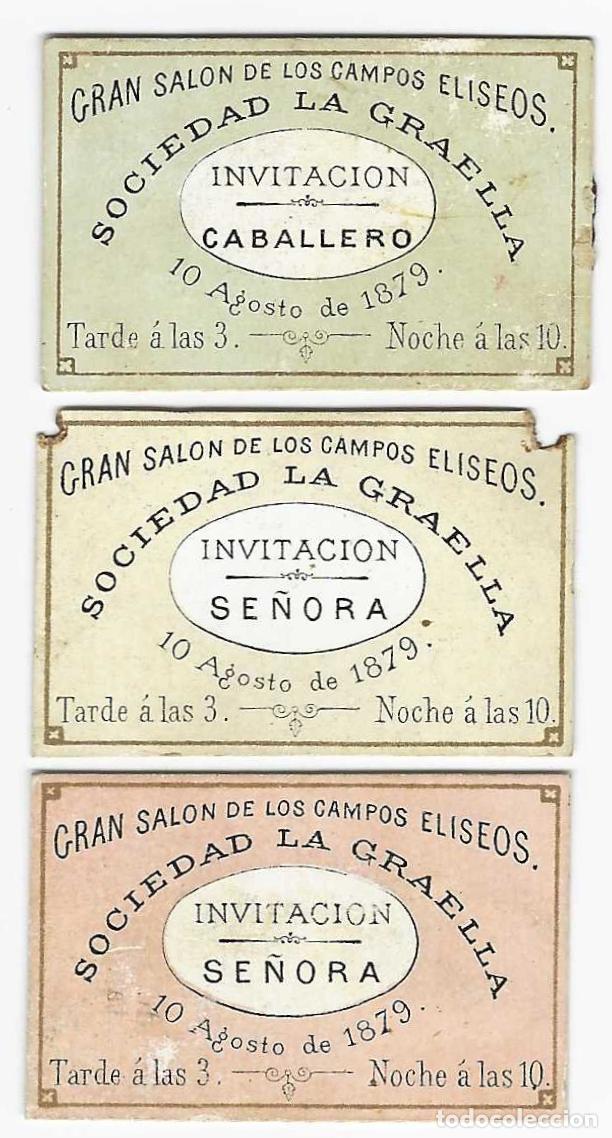 GRAN SALON DE LOS CAMPOS ELISEOS.
SOCIEDAD LA GRAELLA
INVITACION
CABALLERO
10 Agosto de 1879.
Tarde á las 3. Noche á las 10.
GRAN SALON DE LOS CAMPOS ELISEOS.
SOCIEDAD LA GRAELLA
INVITACION
SEÑORA
10 Agosto de 1879.
Tarde á las 3. Noche á las 10.
GRAN SALON DE LOS CAMPOS ELISEOS.
SOCIEDAD LA GRAELLA
INVITACION
SEÑORA
10 Agosto de 1879.
Tarde á las 3. Noche á las 10.
todocoleccion